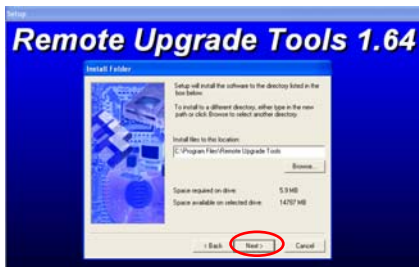 Setup
Remote Upgrade Tools 1.64
Install Folder
Setup will install the software to the directory listed in the
box below.
To install to a different directory, either type in the new
path or click Browse to select another directory.
Install files to this location:
C:\Program Files\Remote Upgrade Tools
Browse...
Space required on drive: 5.9 MB
Space available on selected drive: 14797 MB
< Back Next > Cancel